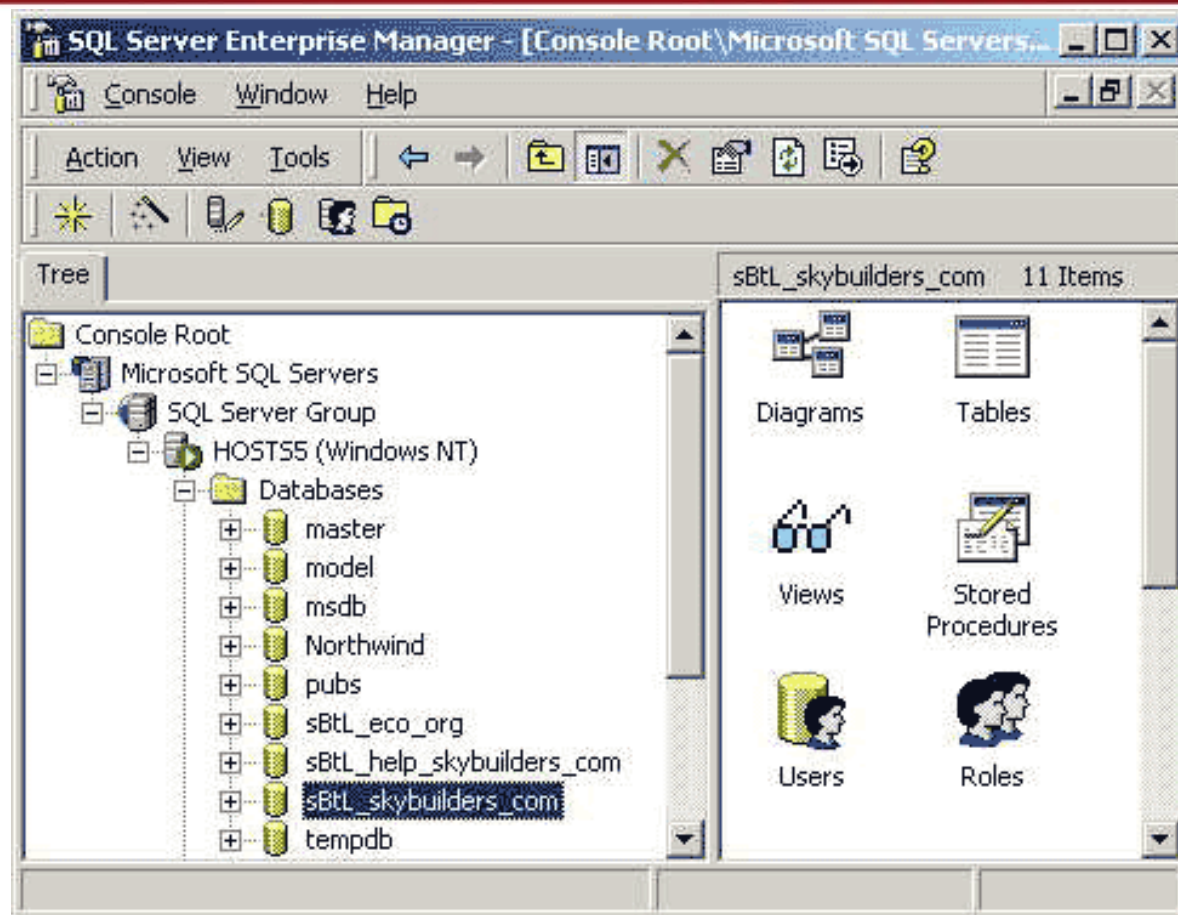 SQL Server Enterprise Manager - [Console Root\Microsoft SQL Servers...
Console Window Help
Action View Tools
Tree
sBtL_skybuilders_com 11 Items
Console Root
Microsoft SQL Servers
SQL Server Group
HOSTS5 (Windows NT)
Databases
master
model
msdb
Northwind
pubs
sBtL_eco_org
sBtL_help_skybuilders_com
sBtL_skybuilders_com
tempdb
Diagrams
Tables
Views
Stored
Procedures
Users
Roles